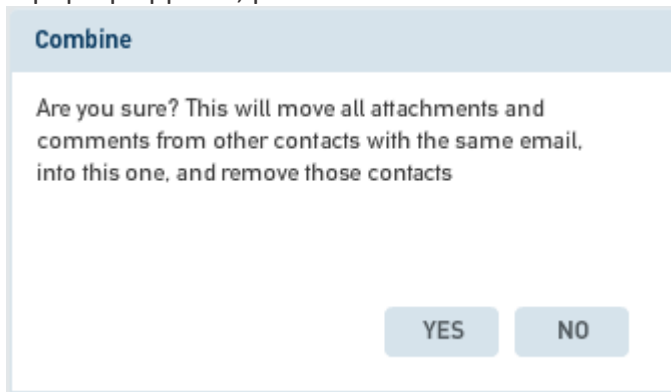 Combine
Are you sure? This will move all attachments and
comments from other contacts with the same email,
into this one, and remove those contacts
YES NO